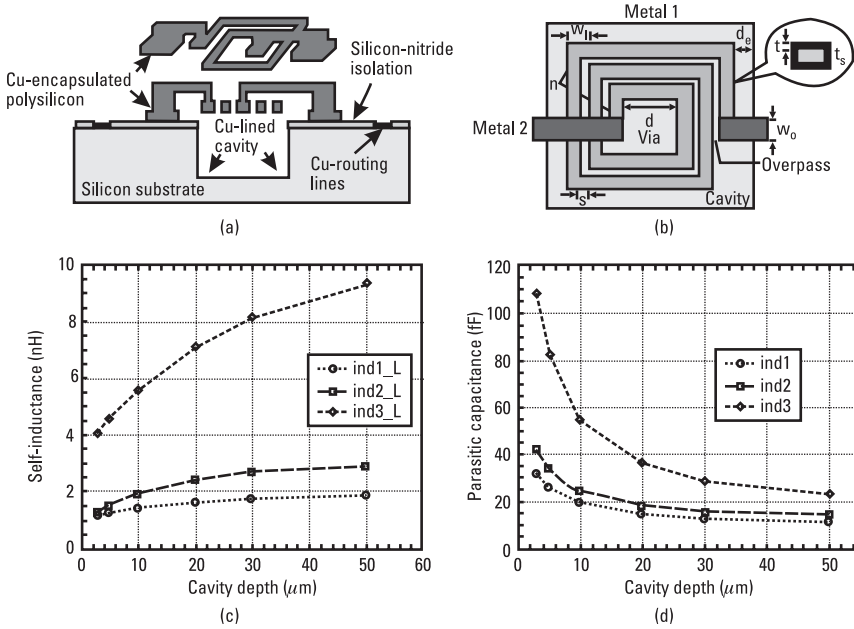 Cu-encapsulated
polysilicon
Silicon-nitride
isolation
Cu-lined
cavity
Cu-routing
lines
Silicon substrate
(a)
Metal 1
w
l
d
e
t
t
s
n
d
Via
Metal 2
w
o
Overpass
s
Cavity
(b)
10
8
6
4
2
0
Self-inductance (nH)
ind1_L
ind2_L
ind3_L
0 10 20 30 40 50 60
Cavity depth (μm)
(c)
120
100
80
60
40
20
0
Parasitic capacitance (fF)
ind1
ind2
ind3
0 10 20 30 40 50
Cavity depth (μm)
(d)